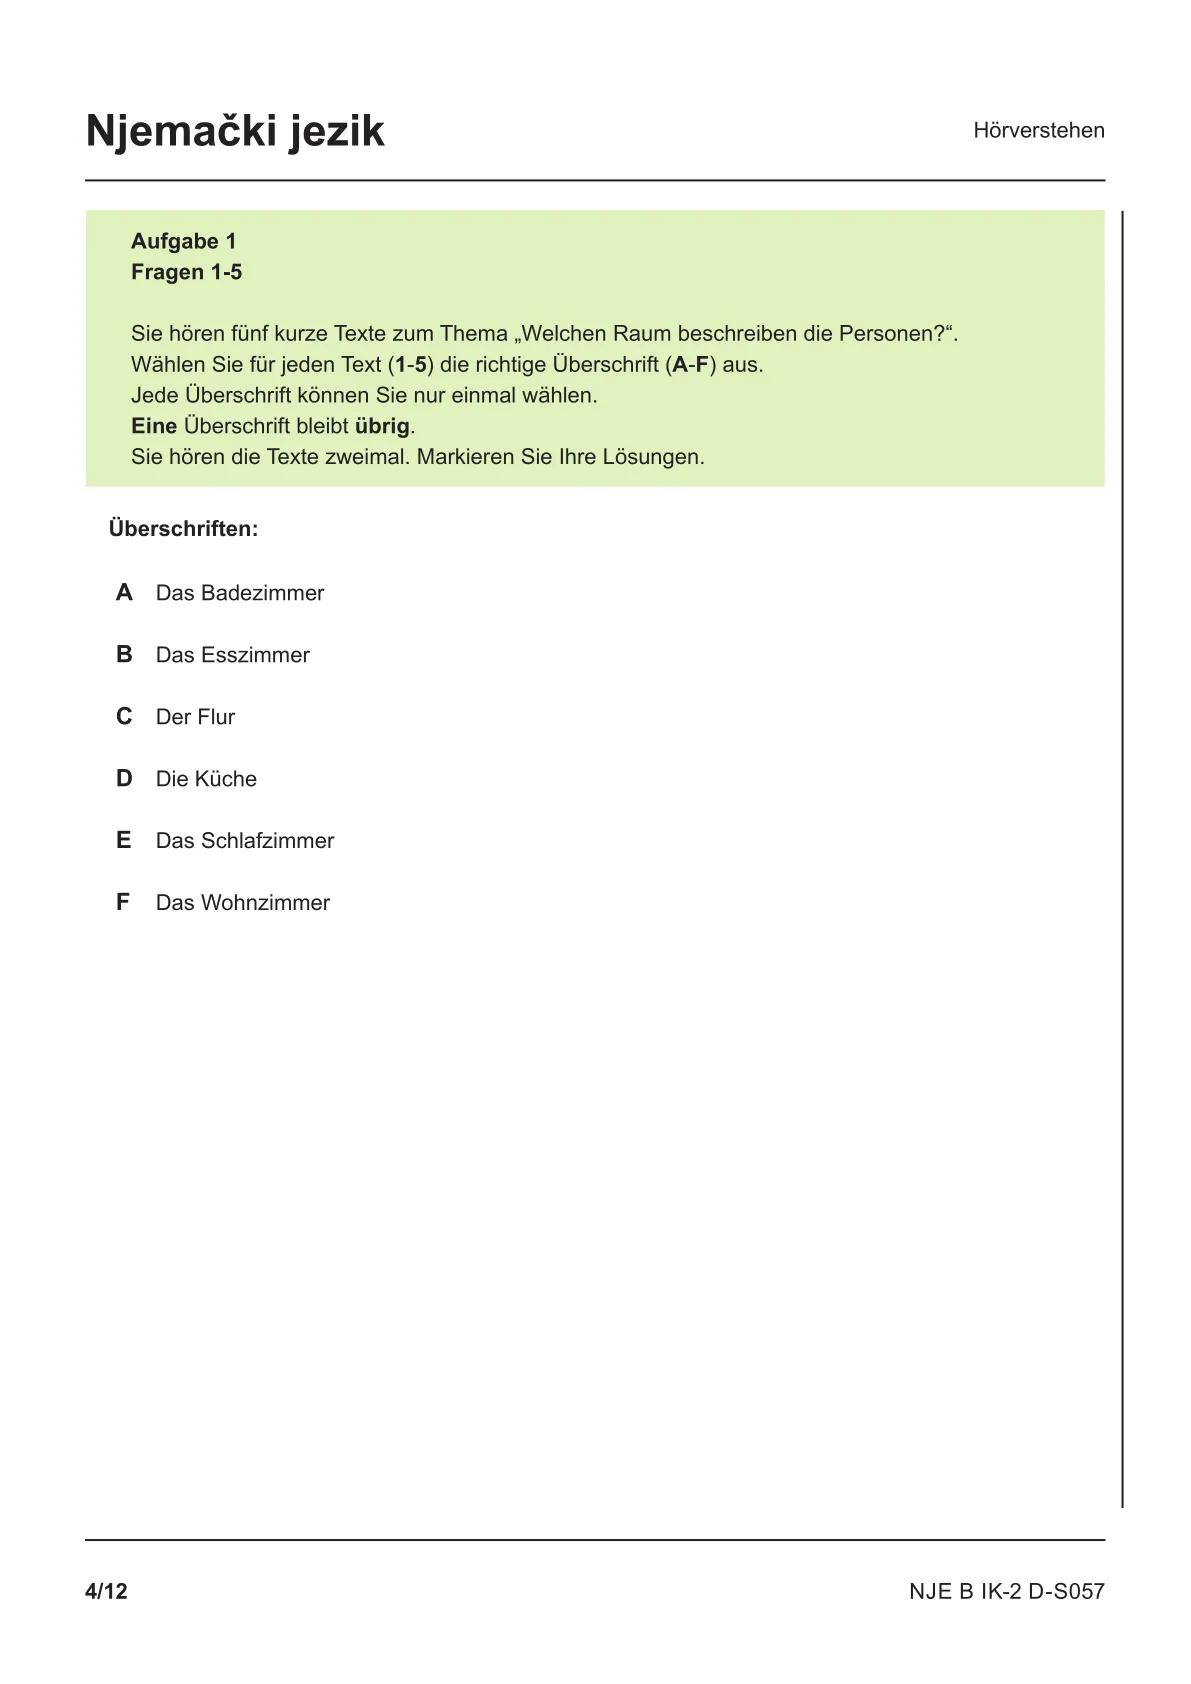 Njemački jezik
Hörverstehen
Aufgabe 1
Fragen 1-5
Sie hören fünf kurze Texte zum Thema „Welchen Raum beschreiben die Personen?“.
Wählen Sie für jeden Text (1-5) die richtige Überschrift (A-F) aus.
Jede Überschrift können Sie nur einmal wählen.
Eine Überschrift bleibt übrig.
Sie hören die Texte zweimal. Markieren Sie Ihre Lösungen.
Überschriften:
A Das Badezimmer
B Das Esszimmer
C Der Flur
D Die Küche
E Das Schlafzimmer
F Das Wohnzimmer
4/12
NJE B IK-2 D-S057